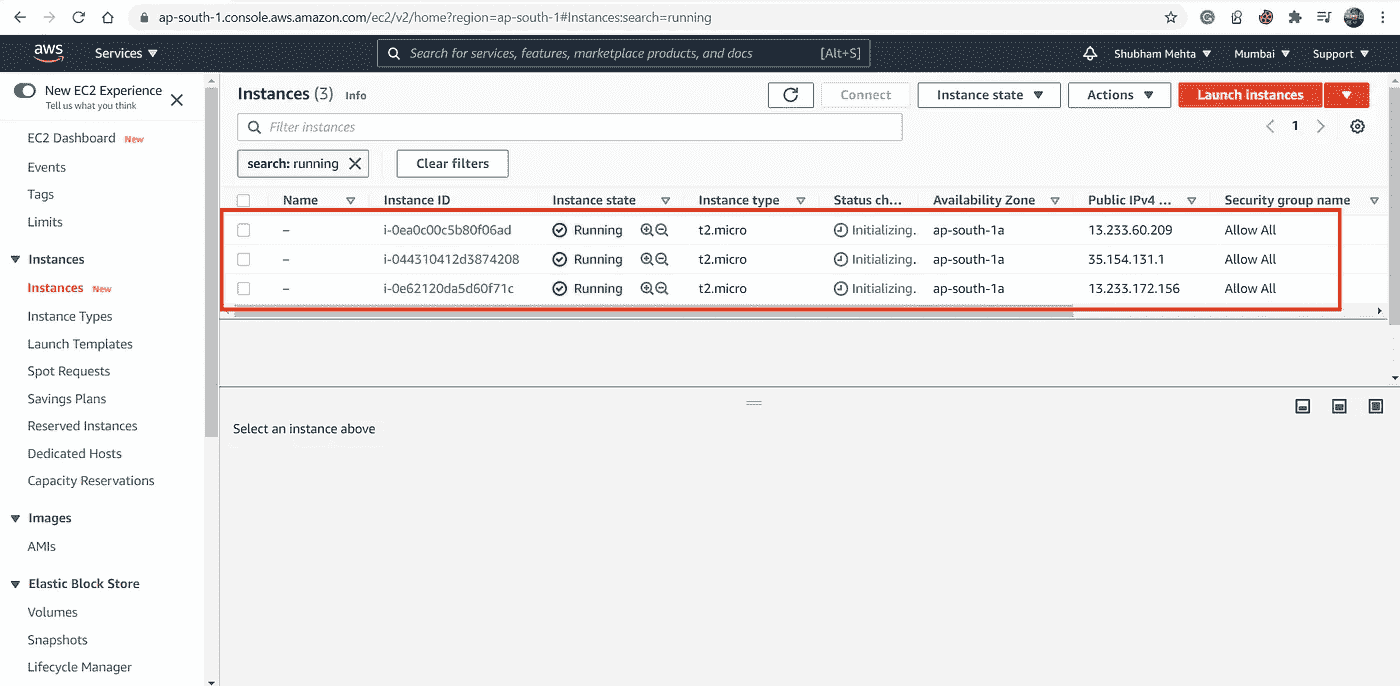 ap-south-1.console.aws.amazon.com/ec2/v2/home?region=ap-south-1#Instances:search=running
aws Services Search for services, features, marketplace products, and docs [Alt+S] Shubham Mehta Mumbai Support
New EC2 Experience
Tell us what you think
EC2 Dashboard New
Events
Tags
Limits
Instances
Instances New
Instance Types
Launch Templates
Spot Requests
Savings Plans
Reserved Instances
Dedicated Hosts
Capacity Reservations
Images
AMIs
Elastic Block Store
Volumes
Snapshots
Lifecycle Manager
Instances (3) Info Connect Instance state Actions Launch instances
Filter instances 1
search: running Clear filters
Name Instance ID Instance state Instance type Status ch... Availability Zone Public IPv4 ... Security group name
– i-0ea0c00c5b80f06ad Running t2.micro Initializing. ap-south-1a 13.233.60.209 Allow All
– i-044310412d3874208 Running t2.micro Initializing. ap-south-1a 35.154.131.1 Allow All
– i-0e62120da5d60f71c Running t2.micro Initializing. ap-south-1a 13.233.172.156 Allow All
Select an instance above